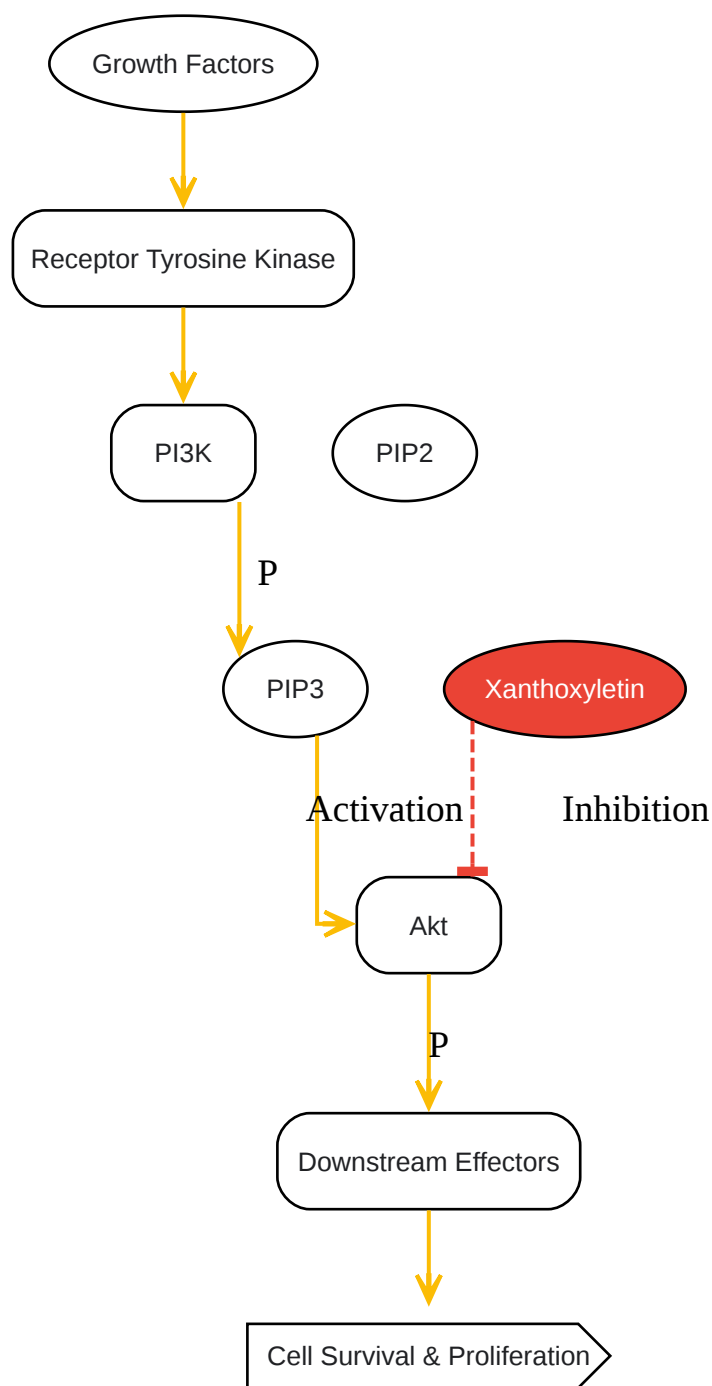 Growth Factors
Receptor Tyrosine Kinase
PI3K
PIP2
P
PIP3
Xanthoxyletin
Activation
Inhibition
Akt
P
Downstream Effectors
Cell Survival & Proliferation